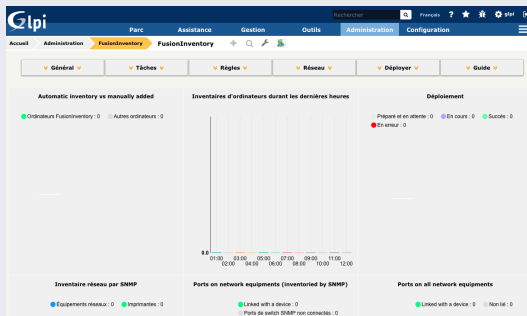 Glpi
Rechercher
Français
?
glpi
Parc
Assistance
Gestion
Outils
Administration
Configuration
Accueil
Administration
FusionInventory
FusionInventory
Général
Tâches
Règles
Réseau
Déployer
Guide
Automatic inventory vs manually added
Ordinateurs FusionInventory : 0 Autres ordinateurs : 0
Inventaires d'ordinateurs durant les dernières heures
0.0
01:00 03:00 05:00 07:00 09:00 11:00
02:00 04:00 06:00 08:00 10:00 12:00
Déploiement
Préparé et en attente : 0 En cours : 0 Succès : 0
En erreur : 0
Inventaire réseau par SNMP
Équipements réseaux : 0 Imprimantes : 0
Ports on network equipments (inventoried by SNMP)
Linked with a device : 0
Ports de switch SNMP non connectés : 0
Ports on all network equipments
Linked with a device : 0 Non lié : 0